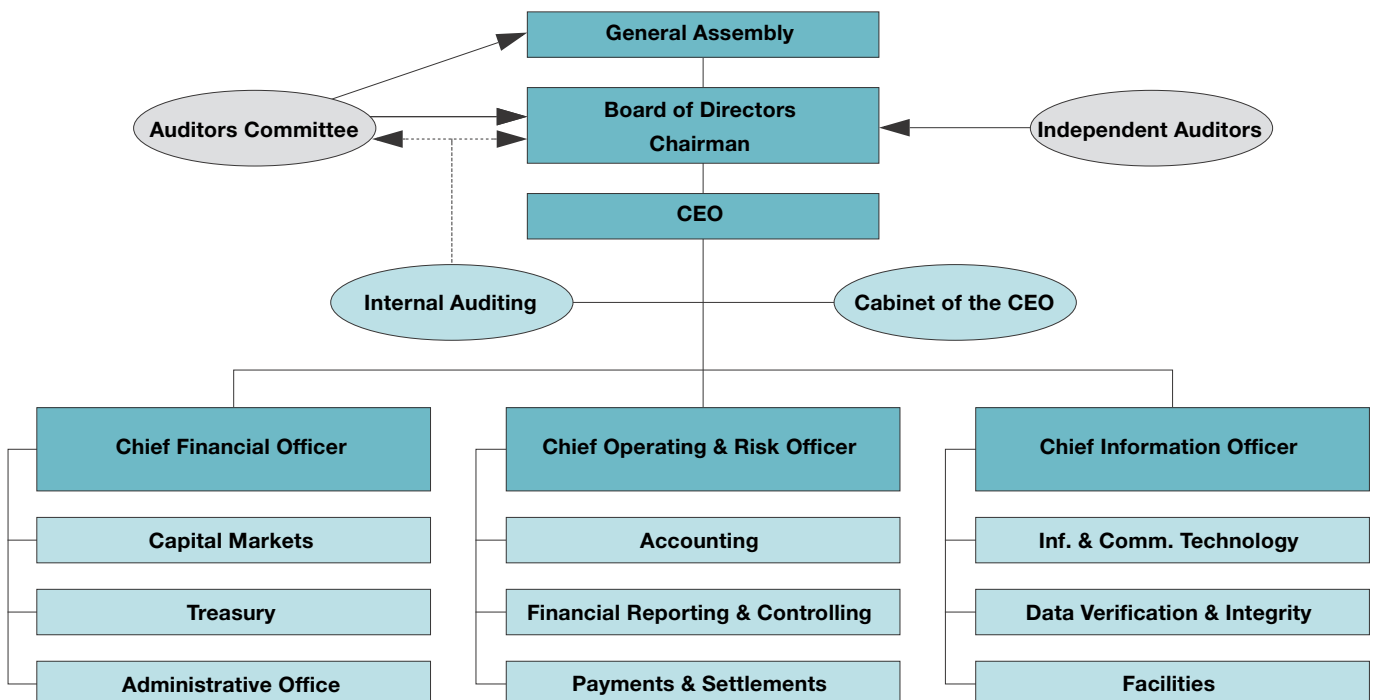 General Assembly
Board of Directors
Chairman
Auditors Committee
Independent Auditors
CEO
Internal Auditing
Cabinet of the CEO
Chief Financial Officer
Chief Operating & Risk Officer
Chief Information Officer
Capital Markets
Accounting
Inf. & Comm. Technology
Treasury
Financial Reporting & Controlling
Data Verification & Integrity
Administrative Office
Payments & Settlements
Facilities